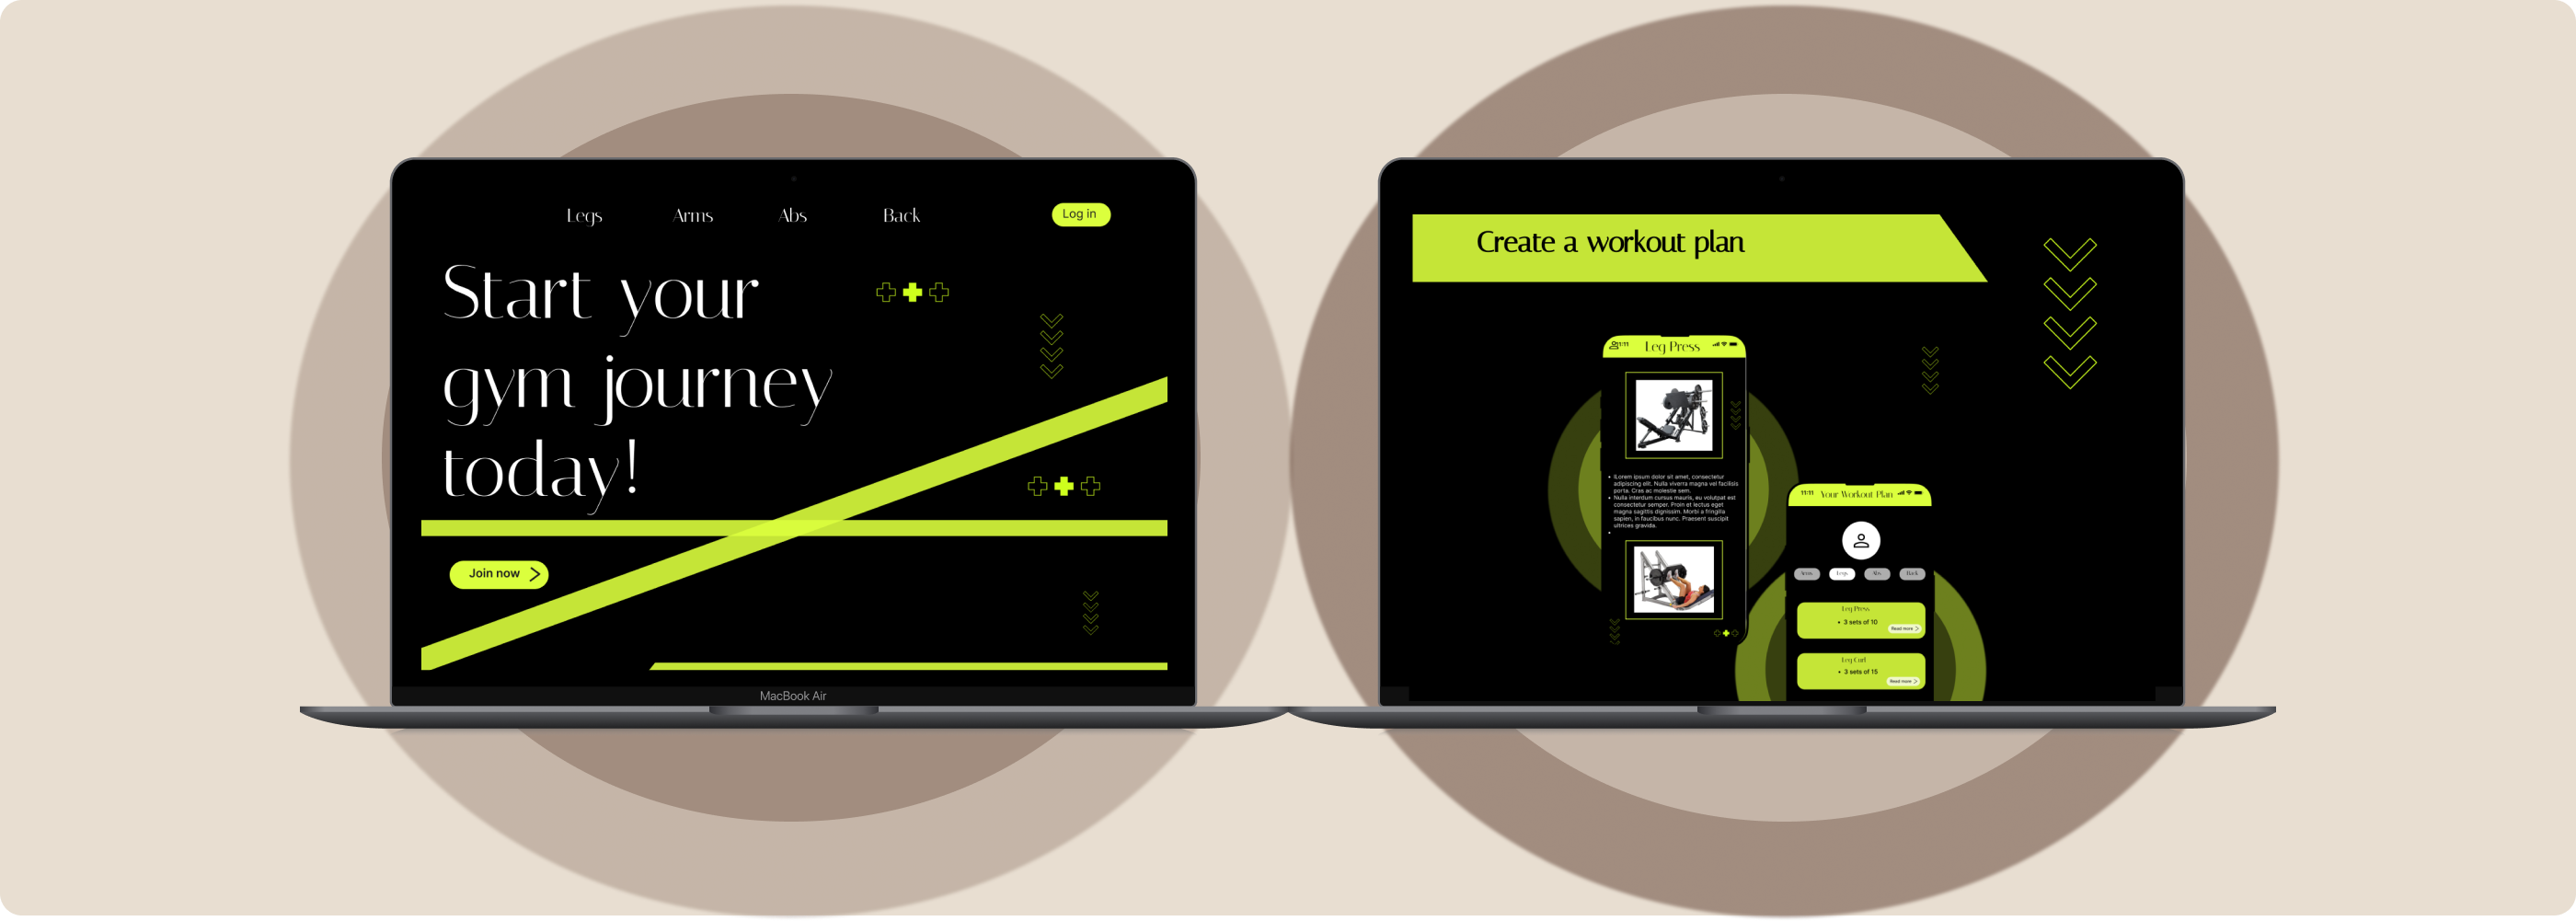 Legs Arms Abs Back Log in
Start your
gym journey
today!
Join now
MacBook Air
Create a workout plan
11:11 Leg Press
Lorem ipsum dolor sit amet, consectetur
adipiscing elit. Nulla viverra magna vel facilisis
porta. Cras ac molestie sem.
Nulla interdum cursus mauris, eu volutpat est
consectetur semper. Proin et lectus eget
magna sagittis dignissim. Morbi a fringilla
sapien, in faucibus nunc. Praesent suscipit
ultrices gravida.
11:11 Your Workout Plan
Arms Legs Abs Back
Leg Press
• 3 sets of 10
Read more
Leg Curl
• 3 sets of 15
Read more